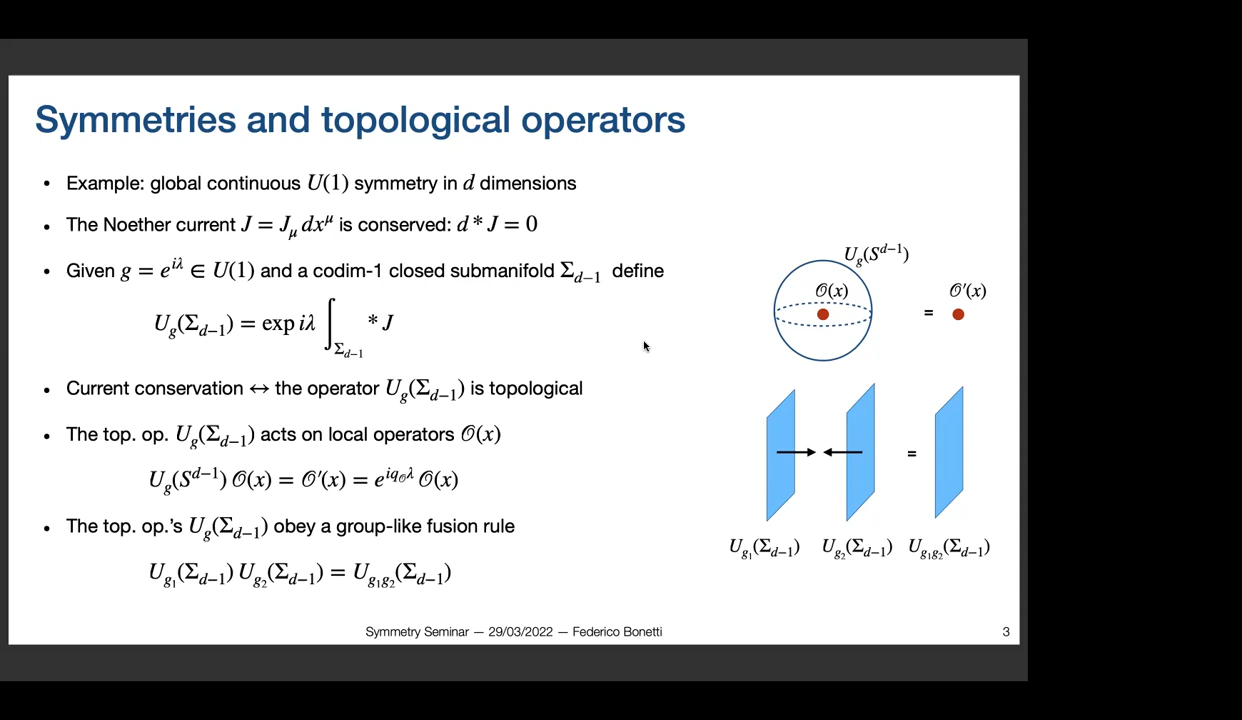 Symmetries and topological operators
• Example: global continuous U(1) symmetry in d dimensions
• The Noether current J = J_μ dx^μ is conserved: d * J = 0
• Given g = e^{iλ} ∈ U(1) and a codim-1 closed submanifold Σ_{d−1} define
U_g(Σ_{d−1}) = exp iλ ∫_{Σ_{d−1}} * J
• Current conservation ↔ the operator U_g(Σ_{d−1}) is topological
• The top. op. U_g(Σ_{d−1}) acts on local operators 𝒪(x)
U_g(S^{d−1}) 𝒪(x) = 𝒪′(x) = e^{iq_𝒪λ} 𝒪(x)
• The top. op.'s U_g(Σ_{d−1}) obey a group-like fusion rule
U_{g_1}(Σ_{d−1}) U_{g_2}(Σ_{d−1}) = U_{g_1g_2}(Σ_{d−1})
U_g(S^{d−1})
𝒪(x) = 𝒪′(x)
=
U_{g_1}(Σ_{d−1}) U_{g_2}(Σ_{d−1}) U_{g_1g_2}(Σ_{d−1})
Symmetry Seminar — 29/03/2022 — Federico Bonetti
3